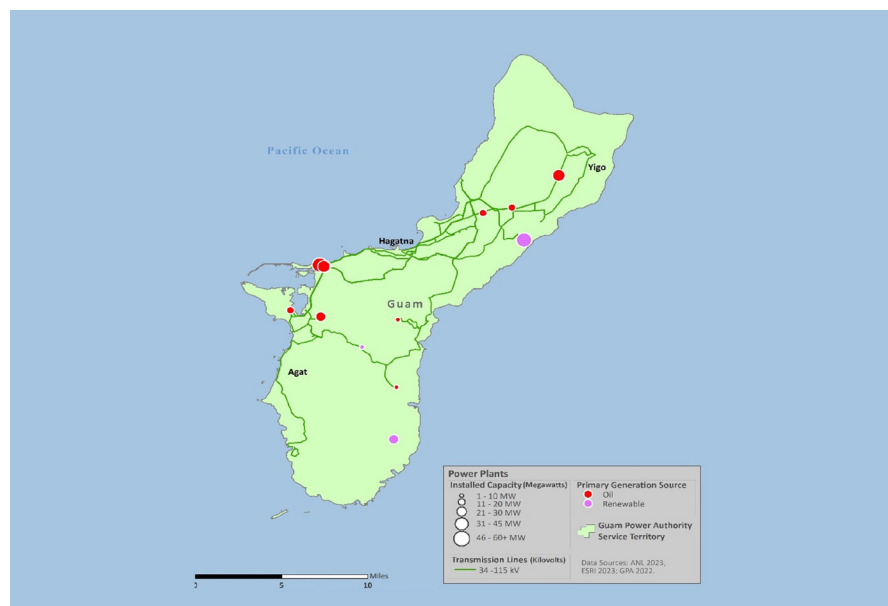 Pacific Ocean
Yigo
Hagatna
Guam
Agat
Power Plants
Installed Capacity (Megawatts)
1 - 10 MW
11 - 20 MW
21 - 30 MW
31 - 45 MW
46 - 60+ MW
Primary Generation Source
Oil
Renewable
Guam Power Authority
Service Territory
Transmission Lines (Kilovolts)
34 -115 kV
Data Sources: ANL 2023;
ESRI 2023; GPA 2022.
5 10 Miles